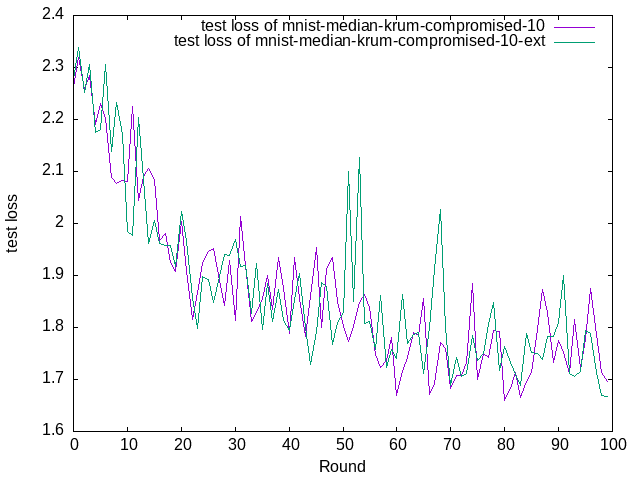 2.4
2.3
2.2
2.1
2
1.9
1.8
1.7
1.6
test loss
test loss of mnist-median-krum-compromised-10
test loss of mnist-median-krum-compromised-10-ext
0 10 20 30 40 50 60 70 80 90 100
Round